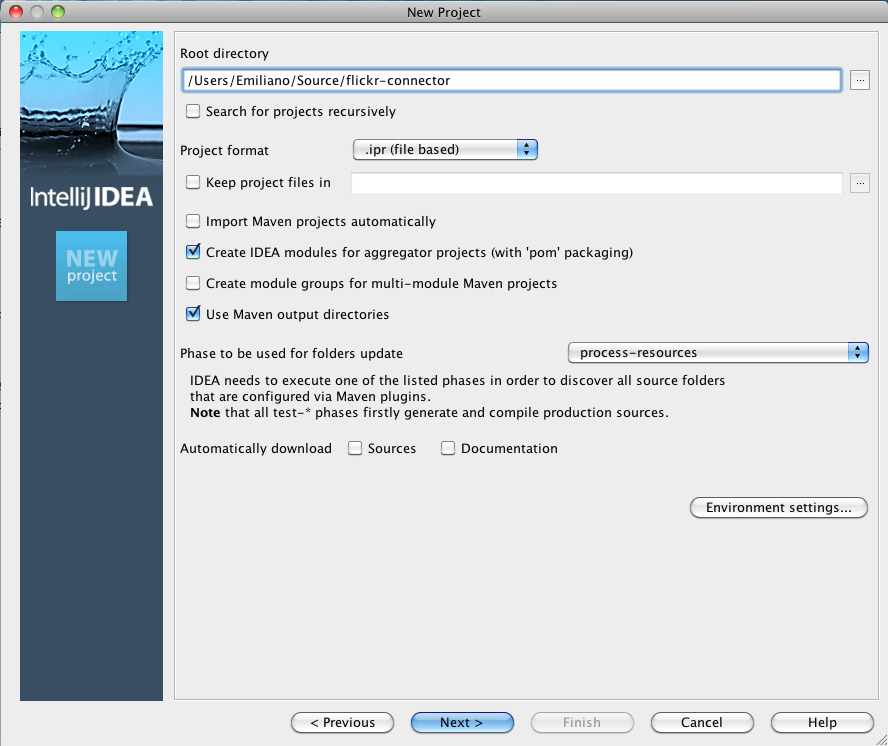 New Project
IntelliJ IDEA
NEW
project
Root directory
/Users/Emiliano/Source/flickr-connector
...
Search for projects recursively
Project format
.ipr (file based)
Keep project files in
...
Import Maven projects automatically
Create IDEA modules for aggregator projects (with 'pom' packaging)
Create module groups for multi-module Maven projects
Use Maven output directories
Phase to be used for folders update
process-resources
IDEA needs to execute one of the listed phases in order to discover all source folders
that are configured via Maven plugins.
Note that all test-* phases firstly generate and compile production sources.
Automatically download
Sources
Documentation
Environment settings...
< Previous
Next >
Finish
Cancel
Help